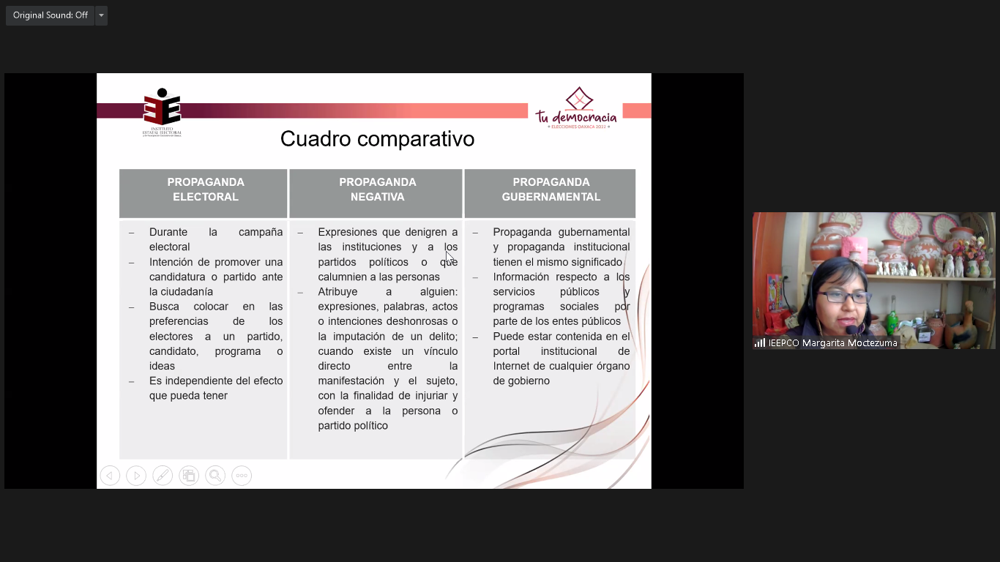 Original Sound: Off
INSTITUTO
ESTATAL ELECTORAL
Tu democracia
ELECCIONES OAXACA 2022
Cuadro comparativo
PROPAGANDA
ELECTORAL
– Durante la campaña
electoral
– Intención de promover una
candidatura o partido ante
la ciudadanía
– Busca colocar en las
preferencias de los
electores a un partido,
candidato, programa o
ideas
– Es independiente del efecto
que pueda tener
PROPAGANDA
NEGATIVA
– Expresiones que denigren a
las instituciones y a los
partidos políticos o que
calumnien a las personas
– Atribuye a alguien:
expresiones, palabras, actos
o intenciones deshonrosas o
la imputación de un delito;
cuando existe un vínculo
directo entre la
manifestación y el sujeto,
con la finalidad de injuriar y
ofender a la persona o
partido político
PROPAGANDA
GUBERNAMENTAL
– Propaganda gubernamental
y propaganda institucional
tienen el mismo significado
– Información respecto a los
servicios públicos y
programas sociales por
parte de los entes públicos
– Puede estar contenida en el
portal institucional de
Internet de cualquier órgano
de gobierno
IEEPCO Margarita Moctezuma